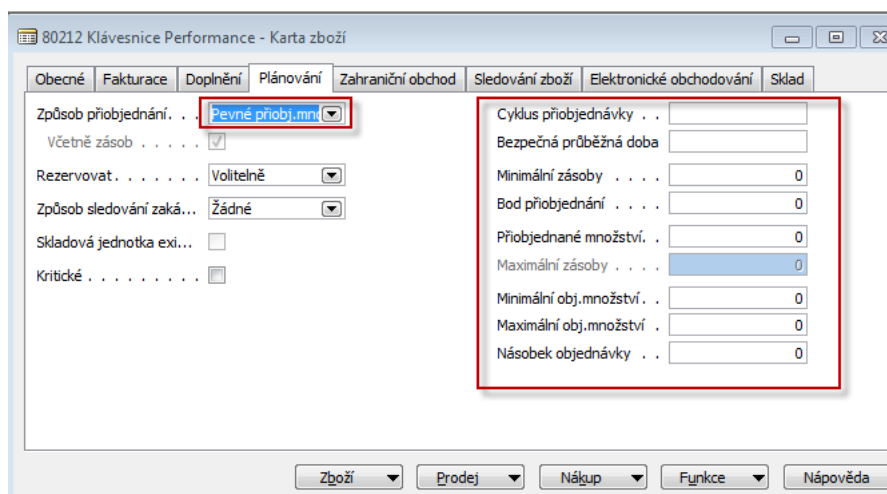 80212 Klávesnice Performance - Karta zboží
Obecné Fakturace Doplnění Plánování Zahraniční obchod Sledování zboží Elektronické obchodování Sklad
Způsob přiobjednání. . . Pevné přiobj.mno
Včetně zásob . . . . .
Rezervovat. . . . . . . Volitelně
Způsob sledování zaká... Žádné
Skladová jednotka exi...
Kritické . . . . . . . . .
Cyklus přiobjednávky . .
Bezpečná průběžná doba
Minimální zásoby . . . . 0
Bod přiobjednání . . . . 0
Přiobjednané množství. . 0
Maximální zásoby . . . . 0
Minimální obj.množství. . 0
Maximální obj.množství . 0
Násobek objednávky . . 0
Zboží Prodej Nákup Funkce Nápověda